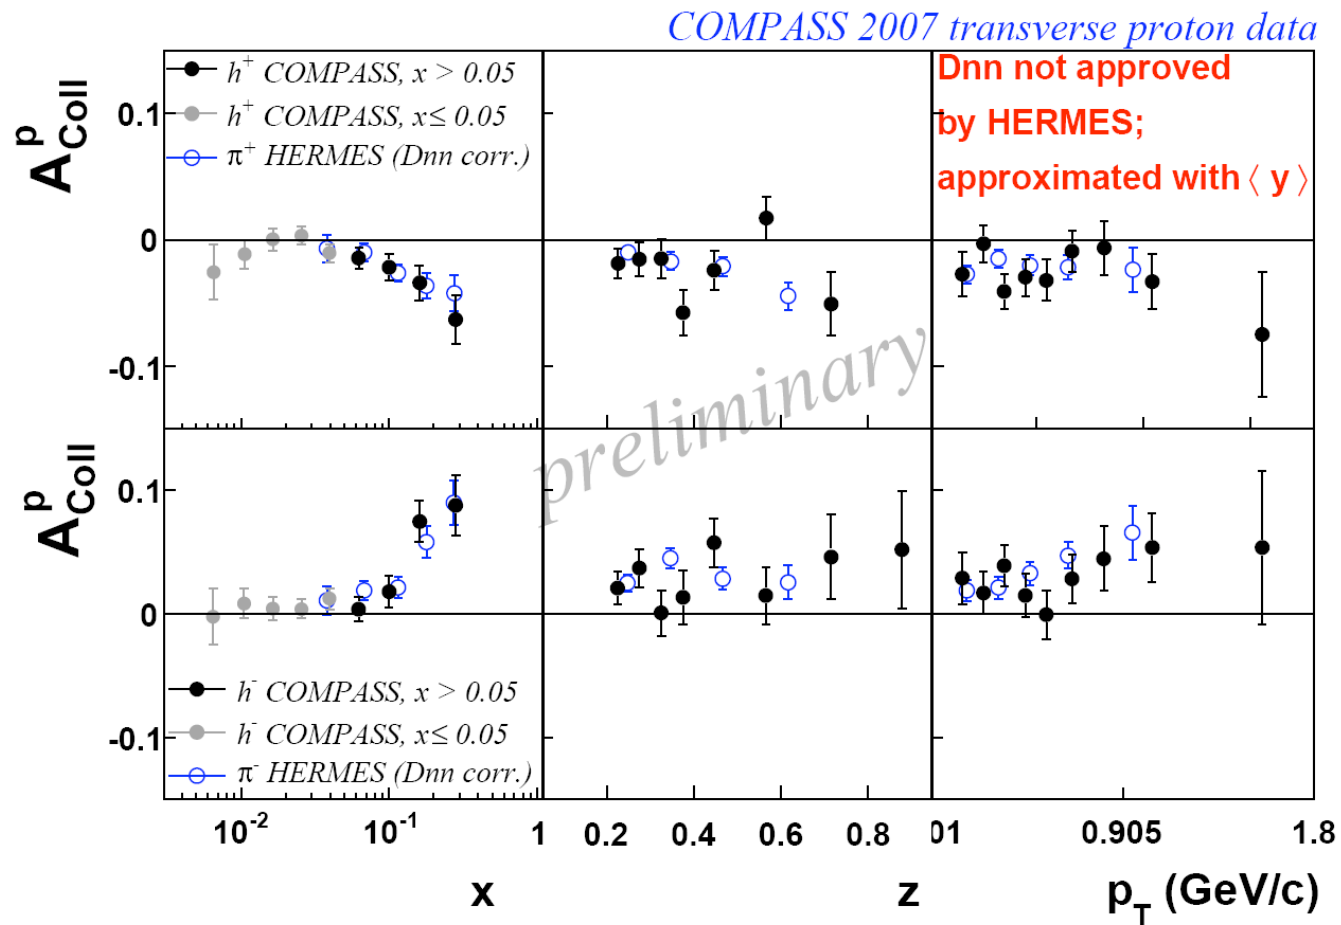 COMPASS 2007 transverse proton data
A^p_Coll
h^+ COMPASS, x > 0.05
h^+ COMPASS, x≤ 0.05
π^+ HERMES (Dnn corr.)
Dnn not approved
by HERMES;
approximated with ⟨ y ⟩
0.1
0
-0.1
preliminary
A^p_Coll
0.1
0
-0.1
h^- COMPASS, x > 0.05
h^- COMPASS, x≤ 0.05
π^- HERMES (Dnn corr.)
10^-2 10^-1 1 0.2 0.4 0.6 0.8 01 0.905 1.8
x z p_T (GeV/c)